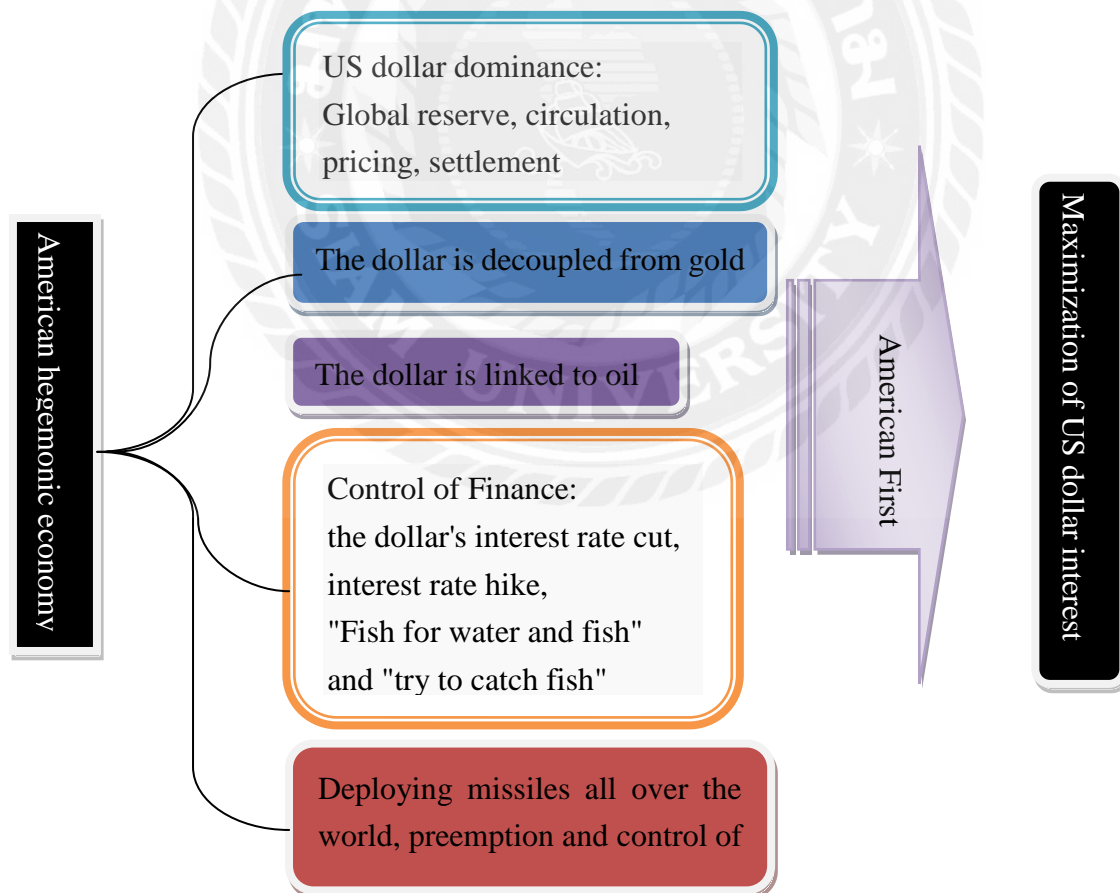 American hegemonic economy
US dollar dominance:
Global reserve, circulation,
pricing, settlement
The dollar is decoupled from gold
The dollar is linked to oil
Control of Finance:
the dollar's interest rate cut,
interest rate hike,
"Fish for water and fish"
and "try to catch fish"
Deploying missiles all over the
world, preemption and control of
American First
Maximization of US dollar interest
SIAM UNIVERSITY